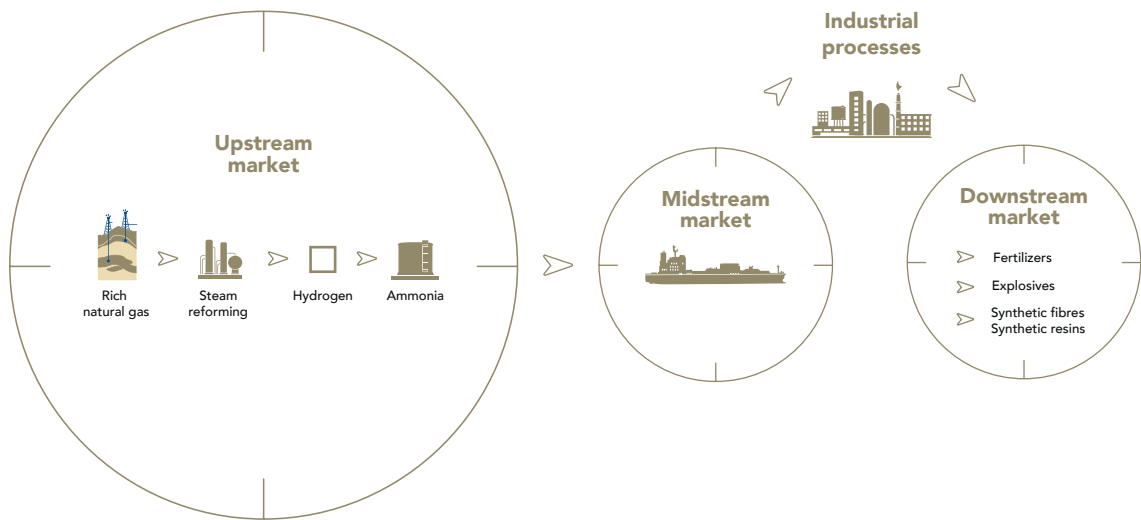 Upstream
market
Rich
natural gas
Steam
reforming
Hydrogen
Ammonia
Midstream
market
Industrial
processes
Downstream
market
Fertilizers
Explosives
Synthetic fibres
Synthetic resins